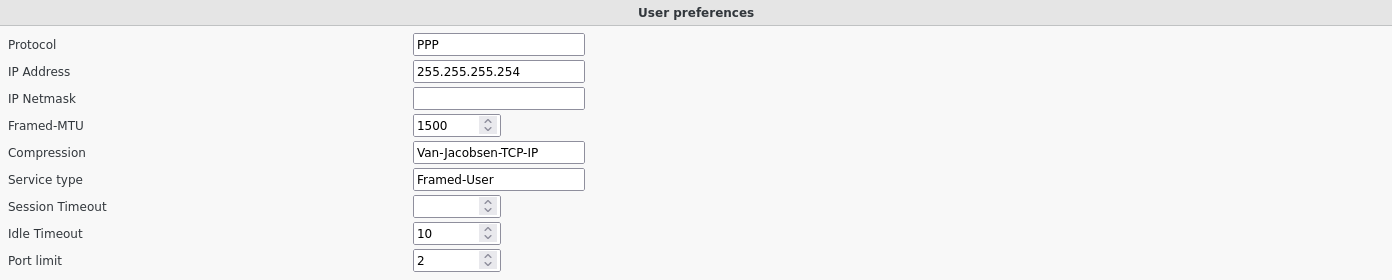 User preferences
Protocol PPP
IP Address 255.255.255.254
IP Netmask
Framed-MTU 1500
Compression Van-Jacobsen-TCP-IP
Service type Framed-User
Session Timeout
Idle Timeout 10
Port limit 2